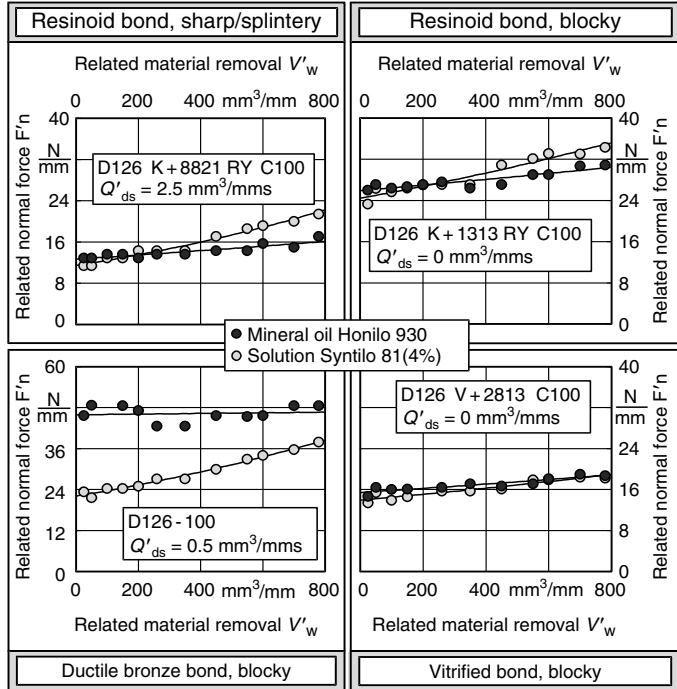 Resinoid bond, sharp/splintery
Related material removal V'w
0 200 400 mm³/mm 800
Related normal force F'n
40
N/mm
24
16
8
0
D126 K+8821 RY C100
Q'ds = 2.5 mm³/mms
Resinoid bond, blocky
Related material removal V'w
0 200 400 mm³/mm 800
40
N/mm
24
16
8
0
Related normal force F'n
D126 K+1313 RY C100
Q'ds = 0 mm³/mms
Mineral oil Honilo 930
Solution Syntilo 81(4%)
Related normal force F'n
60
N/mm
36
24
12
0
D126-100
Q'ds = 0.5 mm³/mms
0 200 400 mm³/mm 800
Related material removal V'w
Ductile bronze bond, blocky
D126 V+2813 C100
Q'ds = 0 mm³/mms
40
N/mm
24
16
8
0
Related normal force F'n
0 200 400 mm³/mm 800
Related material removal V'w
Vitrified bond, blocky